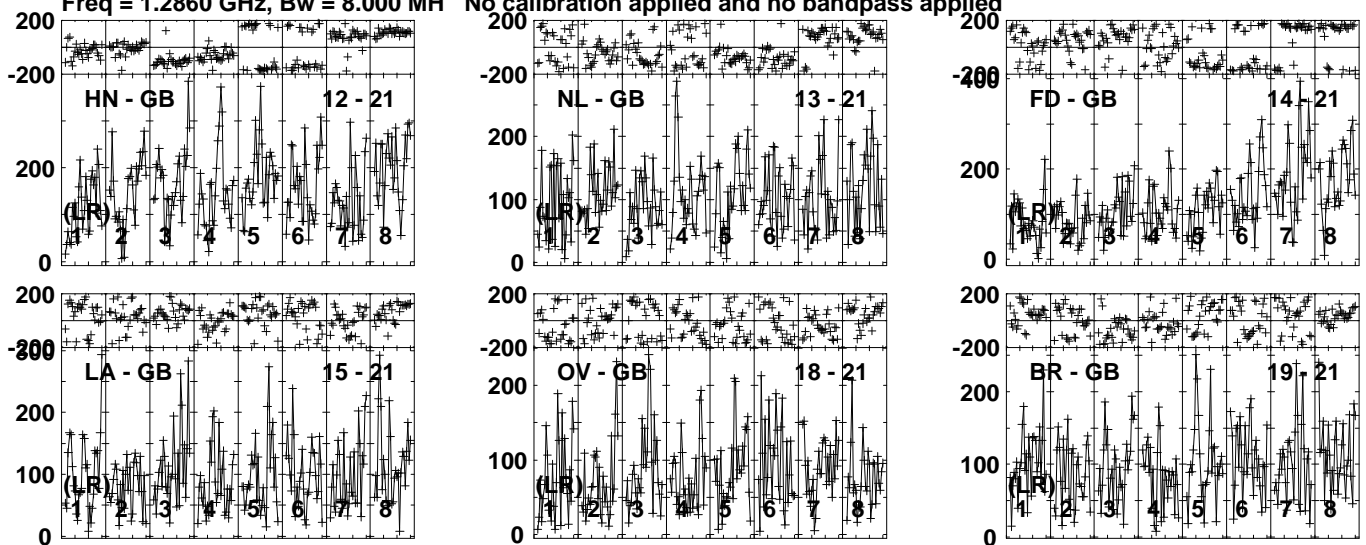 Freq = 1.2860 GHz, Bw = 8.000 MH No calibration applied and no bandpass applied
200
-200
HN - GB 12 - 21
200
(LR)
1 2 3 4 5 6 7 8
0
200
-200
NL - GB 13 - 21
200
100
(LR)
1 2 3 4 5 6 7 8
0
200
-200
400
FD - GB 14 - 21
200
(LR)
1 2 3 4 5 6 7 8
0
200
-200
300
LA - GB 15 - 21
200
100
(LR)
1 2 3 4 5 6 7 8
0
200
-200
OV - GB 18 - 21
200
100
(LR)
1 2 3 4 5 6 7 8
0
200
-200
BR - GB 19 - 21
200
100
(LR)
1 2 3 4 5 6 7 8
0